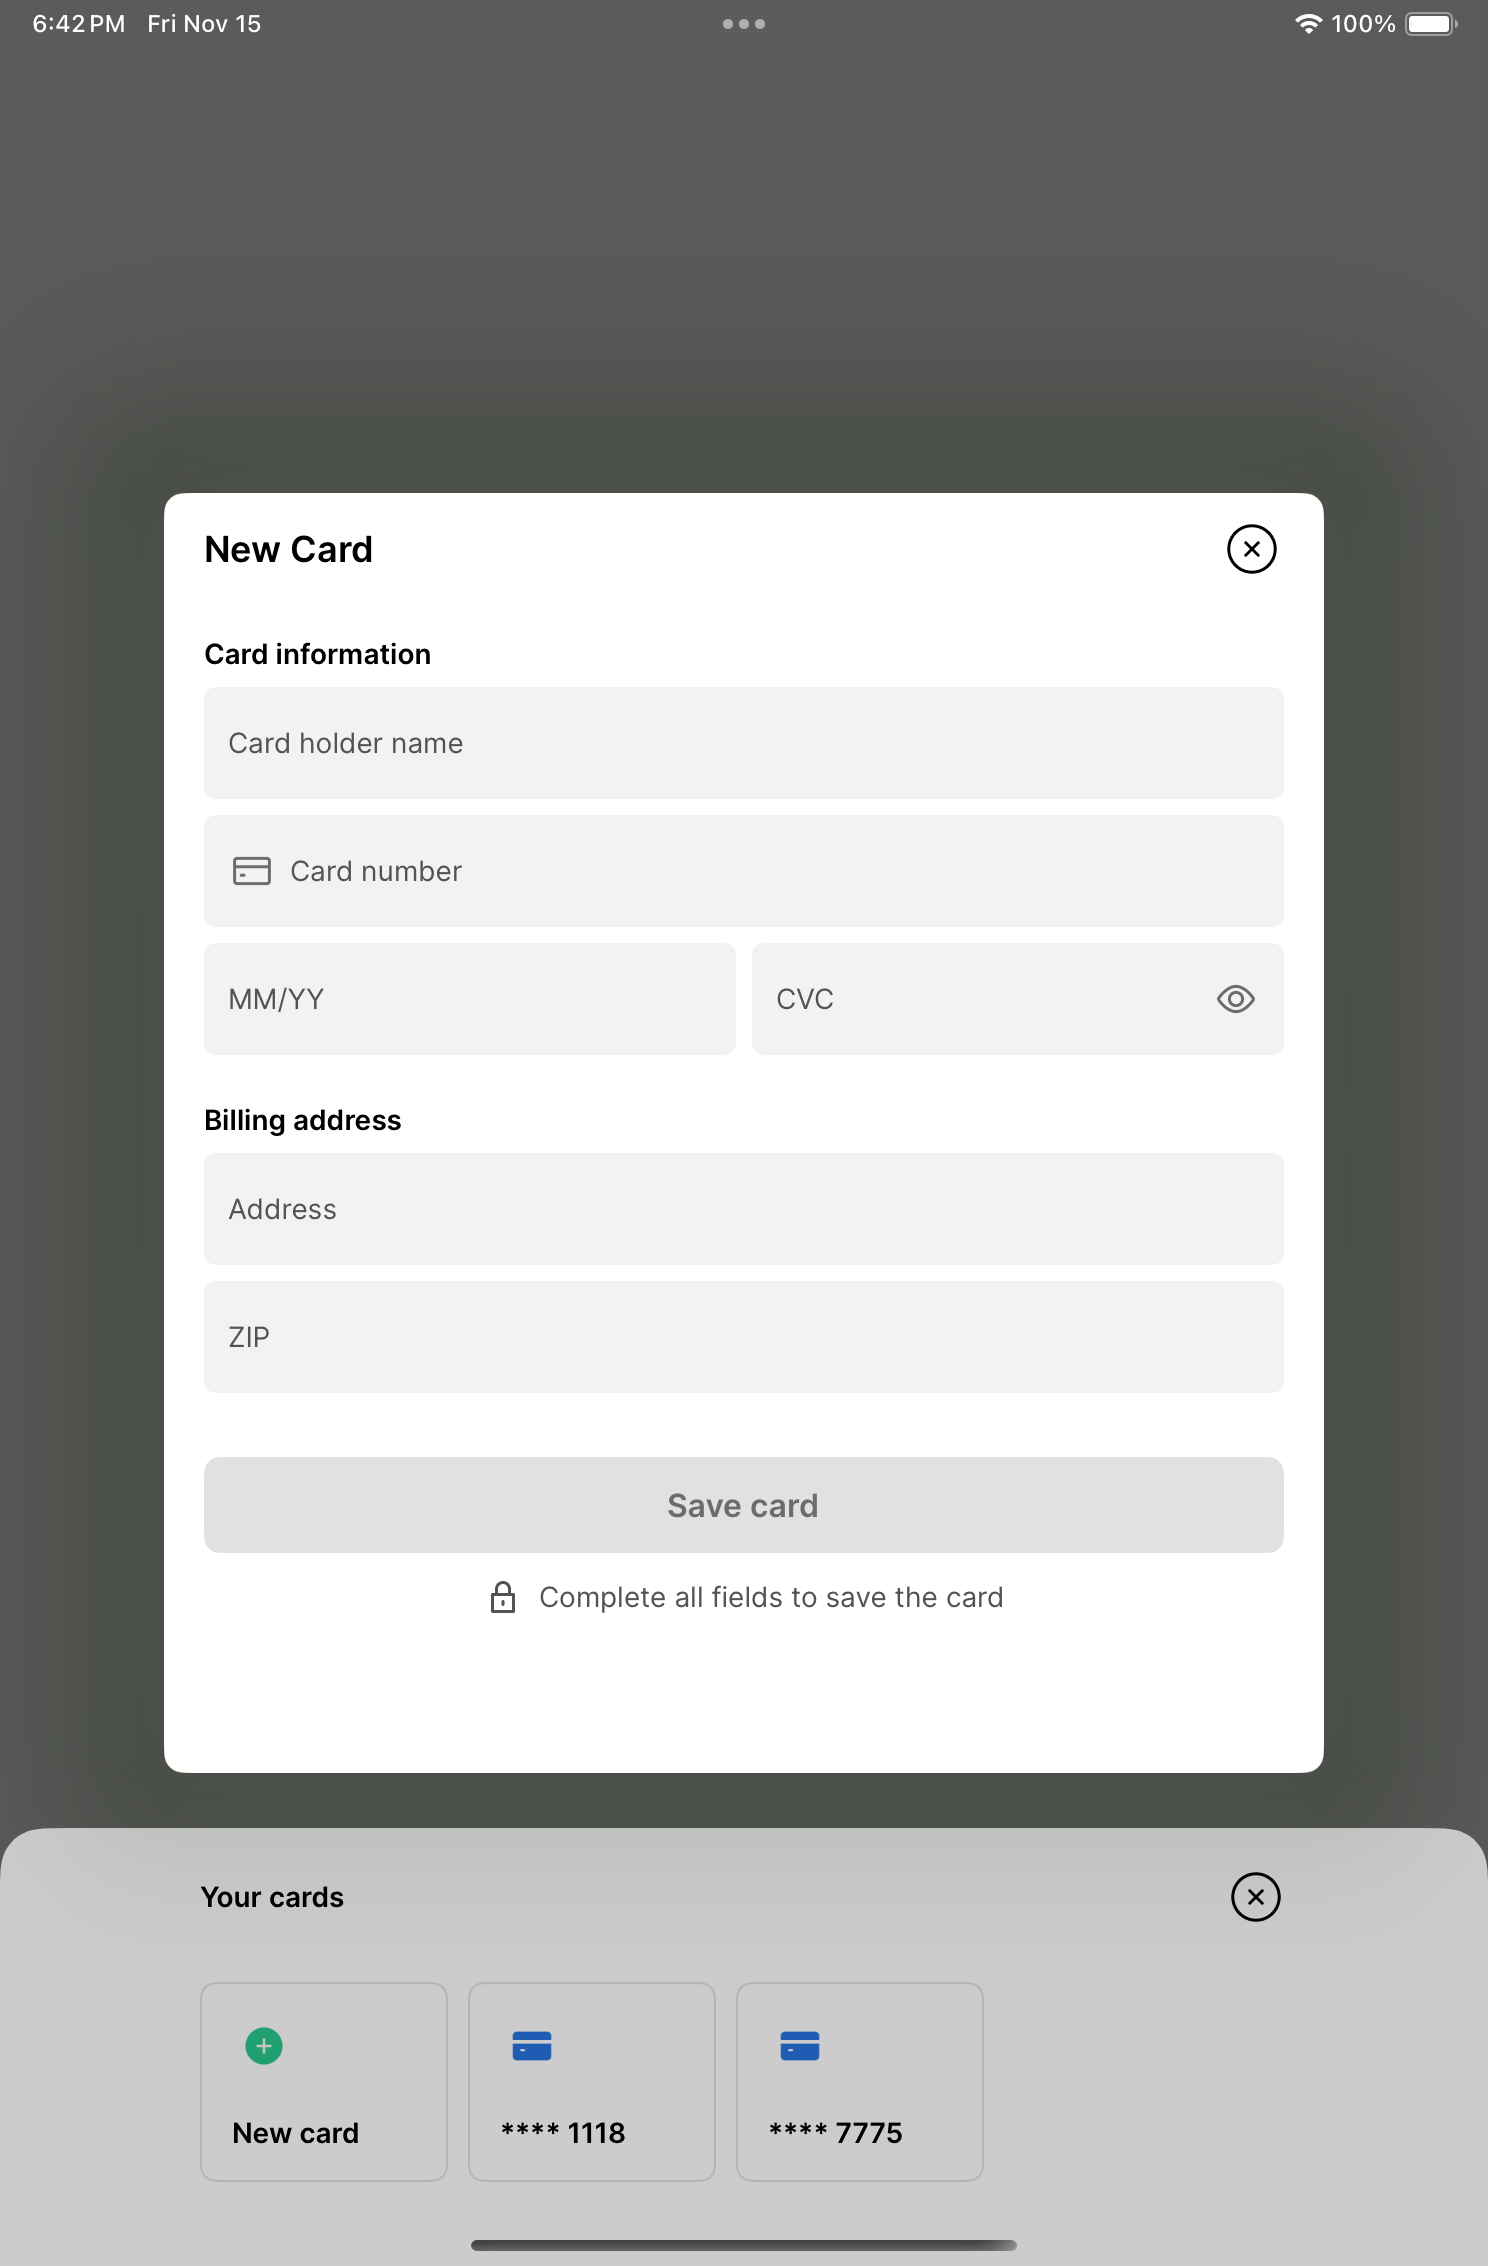 6:42 PM Fri Nov 15
100%
New Card
Card information
Card holder name
Card number
MM/YY
CVC
Billing address
Address
ZIP
Save card
Complete all fields to save the card
Your cards
New card
**** 1118
**** 7775